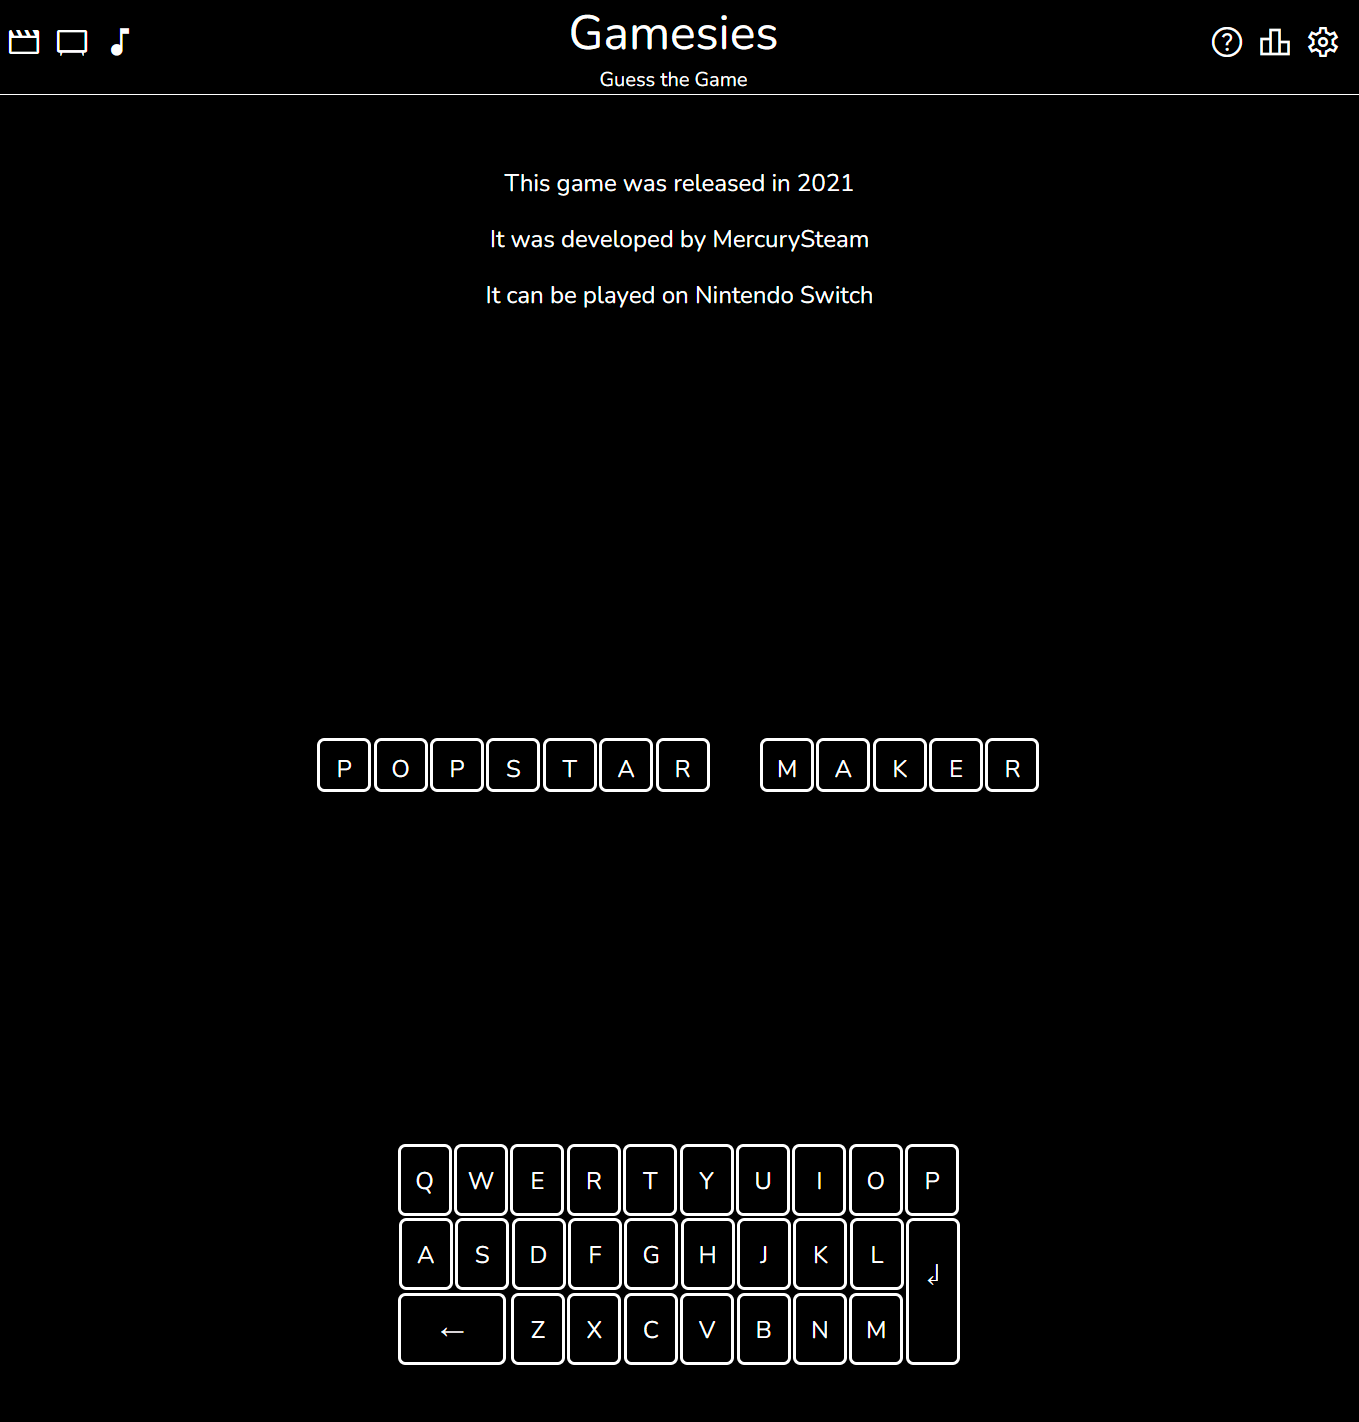 Gamesies
Guess the Game
This game was released in 2021
It was developed by MercurySteam
It can be played on Nintendo Switch
P O P S T A R M A K E R
Q W E R T Y U I O P
A S D F G H J K L ↲
← Z X C V B N M